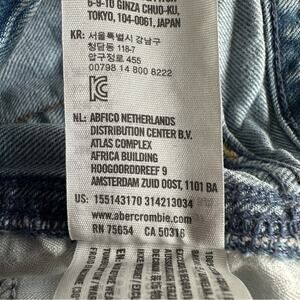 6-9-10 GINZA CHUO-KU,
TOKYO, 104-0061, JAPAN
KR: 서울특별시 강남구
청담동 118-7
압구정로 455
00798 14 800 8222
NL: ABFICO NETHERLANDS
DISTRIBUTION CENTER B.V.
ATLAS COMPLEX
AFRICA BUILDING
HOOGOORDDREEF 9
AMSTERDAM ZUID OOST, 1101 BA
US: 155143170 314213034
www.abercrombie.com
RN 75654 CA 50316